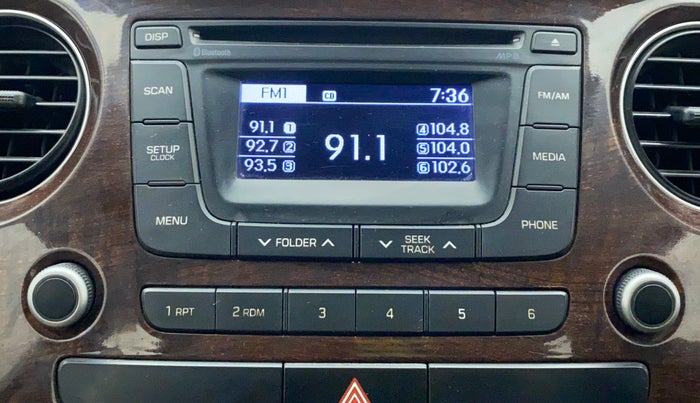 DISP
Bluetooth
MP3
SCAN
FM1 CD 7:36
FM/AM
91.1 1
4 104.8
92.7 2
91.1
5 104.0
93.5 3
6 102.6
SETUP
CLOCK
MEDIA
MENU
PHONE
FOLDER
SEEK
TRACK
1 RPT
2 RDM
3
4
5
6